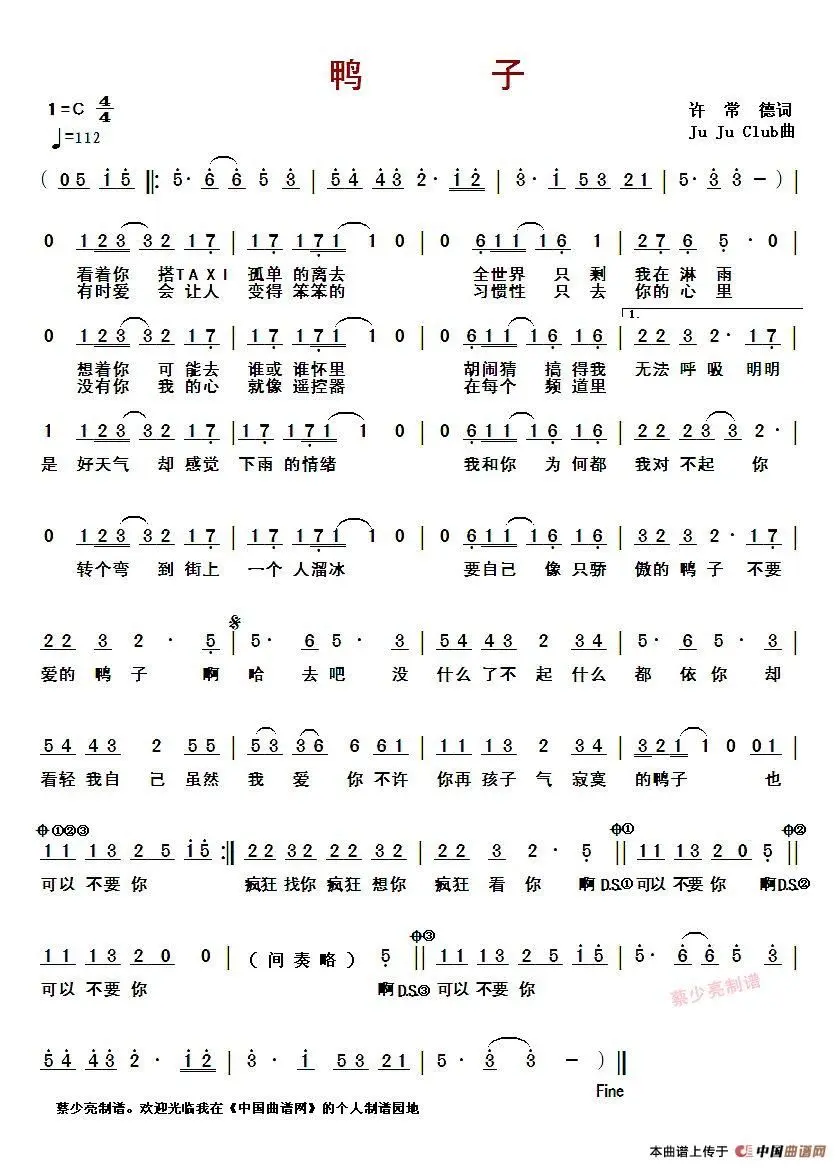 鸭 子
1=C 4/4
许 常 德词
♩=112
Ju Ju Club曲
( 05 i5 ‖: 5· 6 6 5 3 | 54 43 2· i2 | 3· i 53 21 | 5· 3 3 − ) |
0 123 32 17 | 17 171 1 0 | 0 611 16 1 | 27 6 5· 0 |
看着你 搭TAXI 孤单 的离去 全世界 只 剩 我在 淋 雨
有时爱 会 让人 变得 笨笨的 习惯性 只 去 你的 心 里
1.
0 123 32 17 | 17 171 1 0 | 0 611 16 16 | 22 3 2· 17 |
想着你 可 能去 谁或 谁怀里 胡闹猜 搞 得我 无法 呼 吸 明明
没有你 我 的心 就像 遥控器 在每个 频 道里
1 123 32 17 | 17 171 1 0 | 0 611 16 16 | 22 23 3 2· |
是 好天气 却 感觉 下雨 的情绪 我和你 为 何都 我对 不起 你
0 123 32 17 | 17 171 1 0 | 0 611 16 16 | 32 3 2· 17 |
转个弯 到 街上 一个 人溜冰 要自己 像 只骄 傲的 鸭 子 不要
22 3 2· 5 | 5· 6 5· 3 | 54 43 2 34 | 5· 6 5· 3 |
爱的 鸭 子 啊 哈 去 吧 没 什么 了不 起 什么 都 依 你 却
54 43 2 55 | 53 36 6 61 | 11 13 2 34 | 321 1 0 01 |
看轻 我自 己 虽然 我 爱 你 不许 你再 孩子 气 寂寞 的鸭子 也
①②③ ① ②
11 13 25 i5 :‖ 22 32 22 32 | 22 3 2· 5 ‖ 11 13 20 5 ‖
可以 不要 你 疯狂 找你 疯狂 想你 疯狂 看 你 啊 D.S.① 可以 不要 你 啊 D.S.②
③
11 13 2 0 0 | ( 间 奏 略 ) 5 ‖ 11 13 25 i5 | 5· 6 6 5 3 |
可以 不要 你 啊 D.S.③ 可以 不要 你
蔡少亮制谱
54 43 2· i2 | 3· i 53 21 | 5· 3 3 − ) ‖
Fine
蔡少亮制谱。欢迎光临我在《中国曲谱网》的个人制谱园地
本曲谱上传于 中国曲谱网